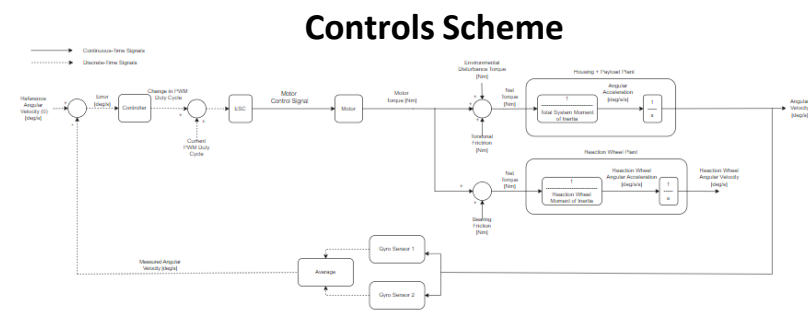 Controls Scheme
Continuous-Time Signals
Discrete-Time Signals
Reference
Angular
Velocity (0)
[deg/s]
Error
[deg/s]
Controller
Change in PWM
Duty Cycle
Current
PWM Duty
Cycle
ESC
Motor
Control Signal
Motor
Motor
Torque [Nm]
Environmental
Disturbance Torque
[Nm]
Net
Torque
[Nm]
Torsional
Friction
[Nm]
Housing + Payload Plant
1
Total System Moment
of Inertia
Angular
Acceleration
[deg/s/s]
1
s
Angular
Velocity
[deg/s]
Net
Torque
[Nm]
Bearing
Friction
[Nm]
Reaction Wheel Plant
1
Reaction Wheel
Moment of Inertia
Reaction Wheel
Angular Acceleration
[deg/s/s]
1
s
Reaction Wheel
Angular Velocity
[deg/s]
Gyro Sensor 1
Measured Angular
Velocity [deg/s]
Average
Gyro Sensor 2